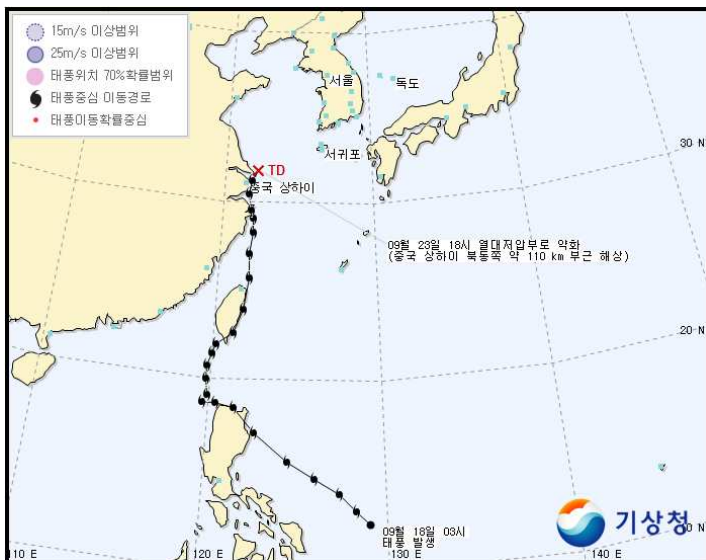 15m/s 이상범위
25m/s 이상범위
태풍위치 70%확률범위
태풍중심 이동경로
태풍이동확률중심
서울
독도
서귀포
30 N
TD
중국 상하이
09월 23일 18시 열대저압부로 약화
(중국 상하이 북동쪽 약 110 km 부근 해상)
20 N
09월 18일 03시
태풍 발생
기상청
110 E
120 E
130 E
140 E
10 N